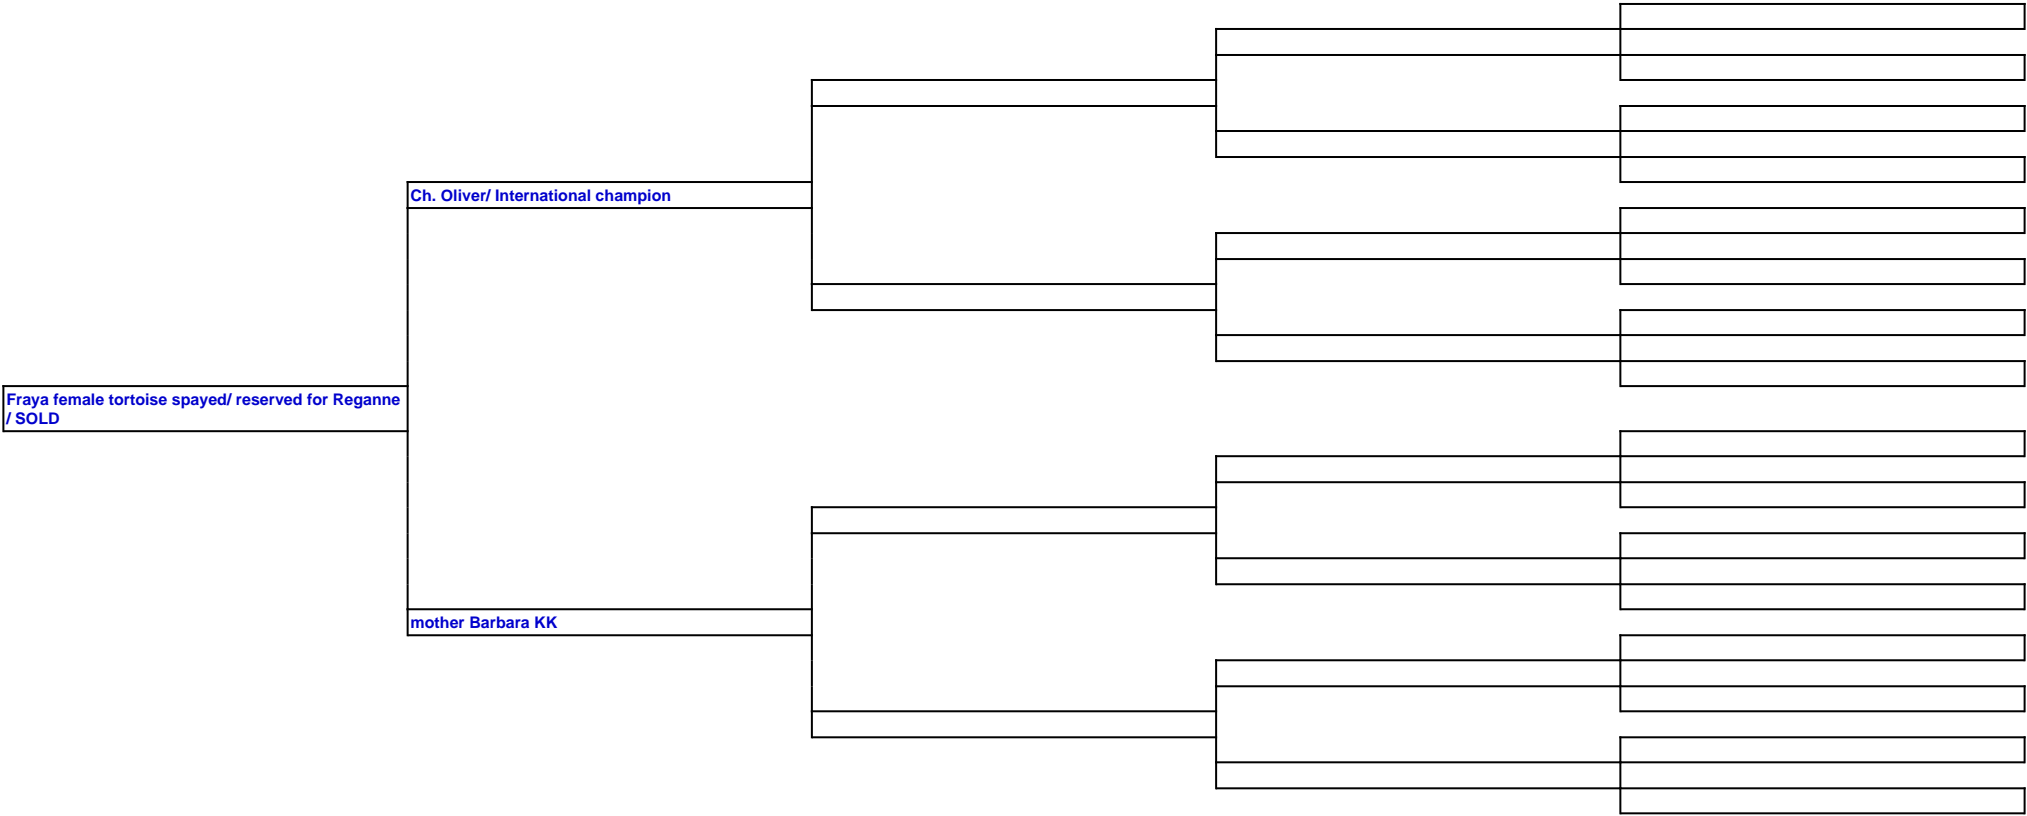 Ch. Oliver/ International champion
Fraya female tortoise spayed/ reserved for Reganne
/ SOLD
mother Barbara KK